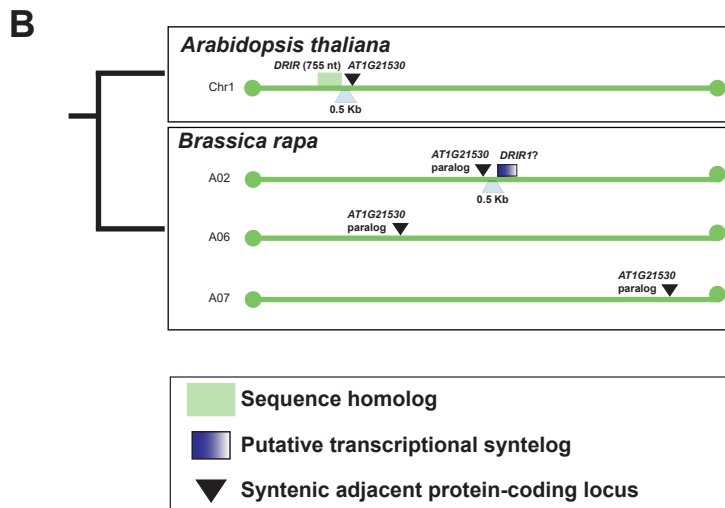 B
Arabidopsis thaliana
DRIR (755 nt) AT1G21530
Chr1
0.5 Kb
Brassica rapa
AT1G21530 DRIR1?
paralog
A02
0.5 Kb
AT1G21530
paralog
A06
AT1G21530
paralog
A07
Sequence homolog
Putative transcriptional syntelog
Syntenic adjacent protein-coding locus